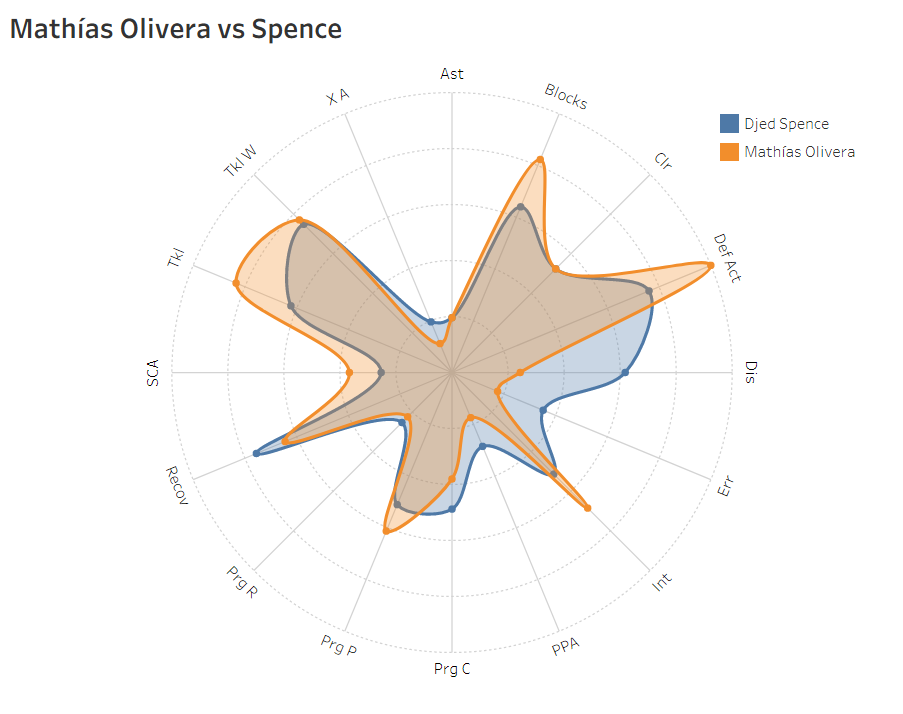 Mathías Olivera vs Spence
Ast
Blocks
Clr
Def Act
Dis
Err
Int
PPA
Prg C
Prg P
Prg R
Recov
SCA
Tkl
Tkl W
X A
Djed Spence
Mathías Olivera